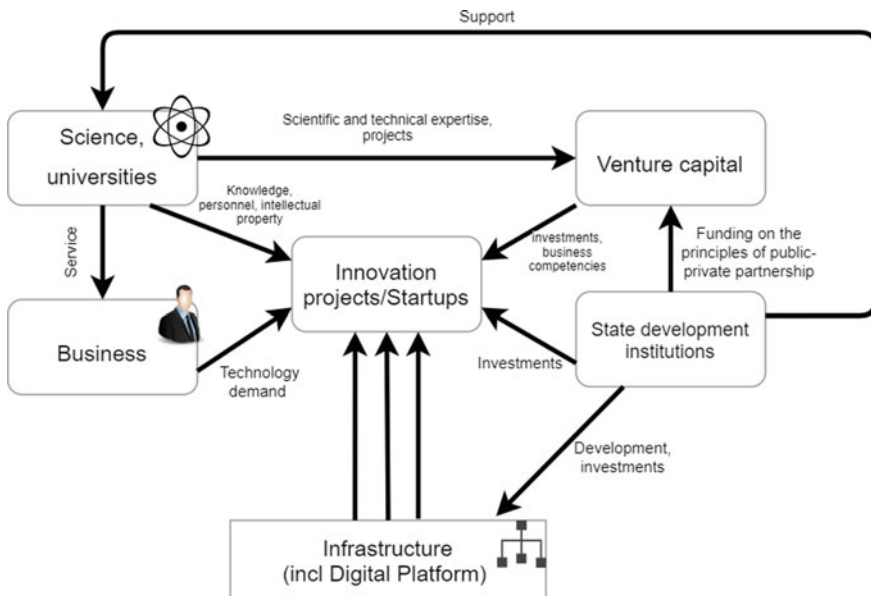 Support
Science,
universities
Scientific and technical expertise,
projects
Venture capital
Knowledge,
personnel, intellectual
property
Service
Innovation
projects/Startups
investments,
business
competencies
Funding on the
principles of public-
private partnership
Business
Technology
demand
Investments
State development
institutions
Development,
investments
Infrastructure
(incl Digital Platform)